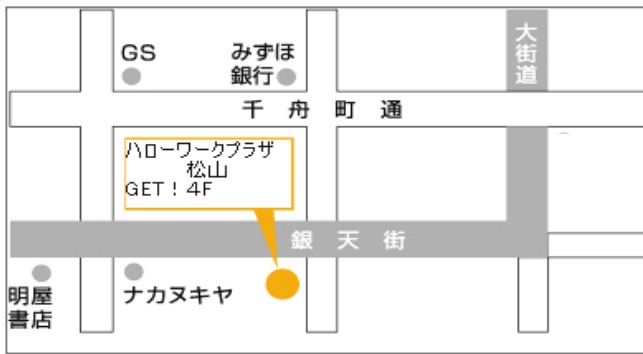 GS
みずほ
銀行
大街道
千舟町通
ハローワークプラザ
松山
GET！4F
銀天街
明屋
書店
ナカヌキヤ